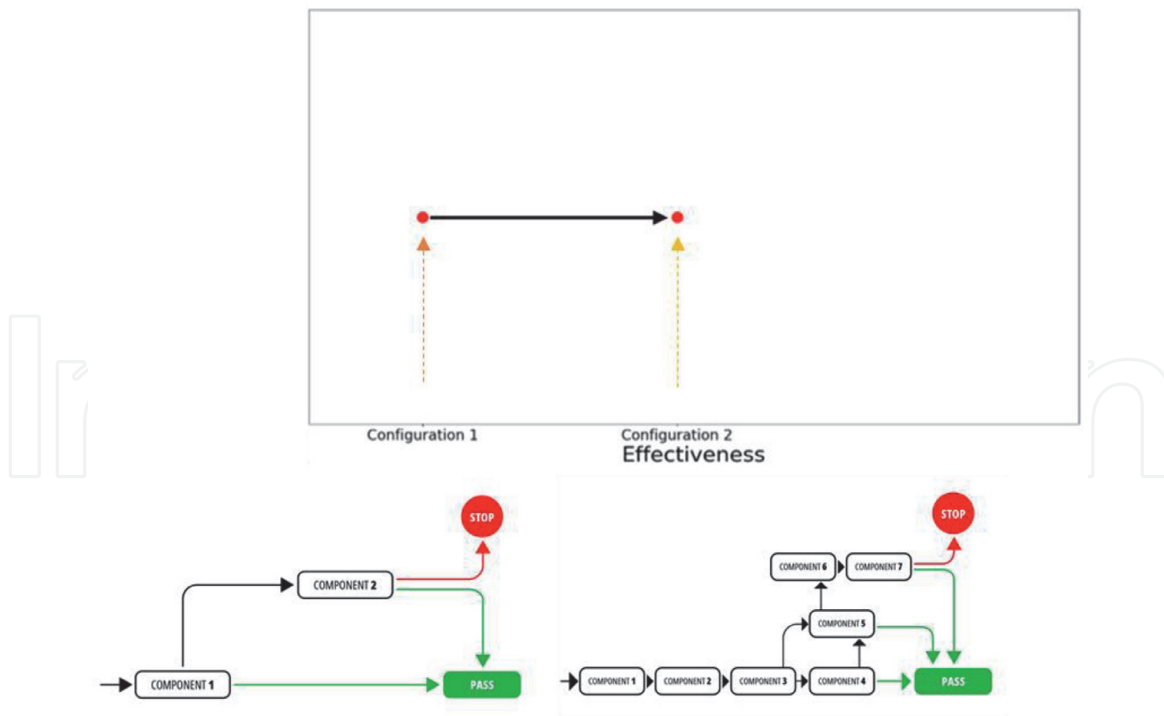 Configuration 1
Configuration 2
Effectiveness
STOP
COMPONENT 2
COMPONENT 1
PASS
STOP
COMPONENT 6
COMPONENT 7
COMPONENT 5
COMPONENT 1
COMPONENT 2
COMPONENT 3
COMPONENT 4
PASS